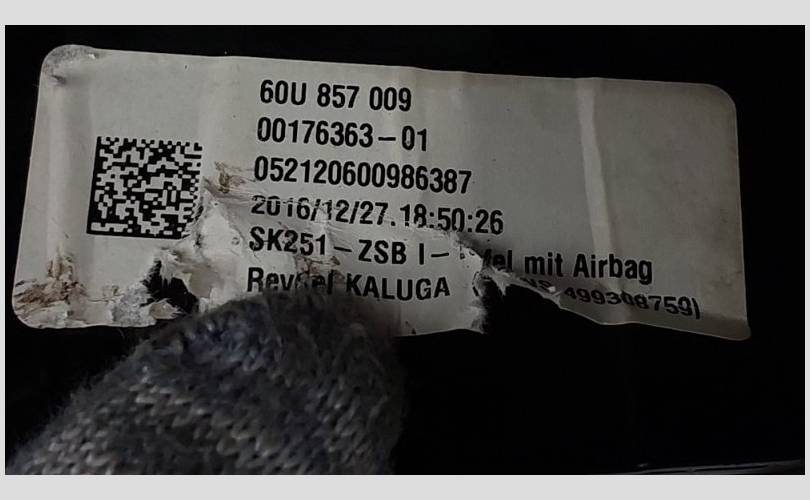 60U 857 009
00176363-01
052120600986387
2016/12/27.18:50:26
SK251-ZSB I- mit Airbag
KALUGA 499308759)